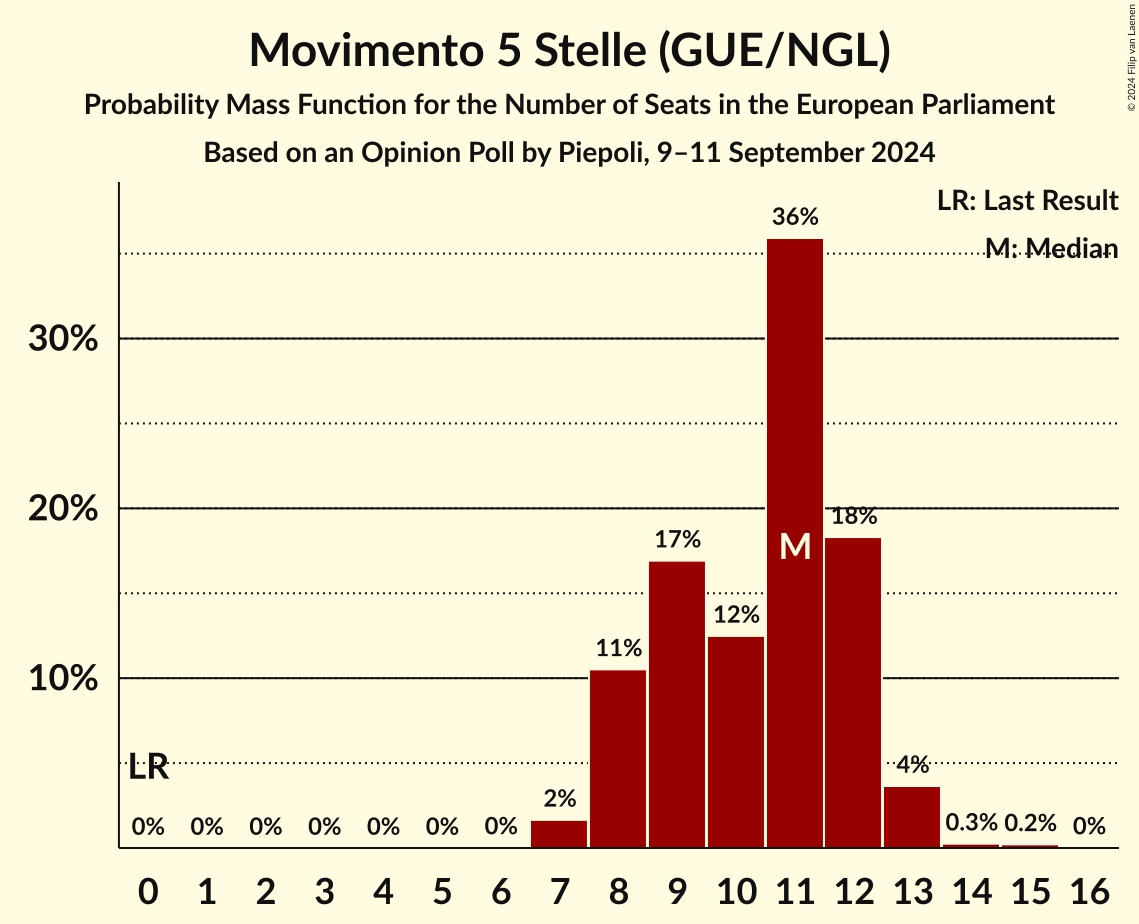 Movimento 5 Stelle (GUE/NGL)
Probability Mass Function for the Number of Seats in the European Parliament
Based on an Opinion Poll by Piepoli, 9–11 September 2024
© 2024 Filip van Laenen
LR: Last Result
M: Median
30%
20%
10%
LR
0% 0% 0% 0% 0% 0% 0% 2% 11% 17% 12% 36% 18% 4% 0.3% 0.2% 0%
M
0 1 2 3 4 5 6 7 8 9 10 11 12 13 14 15 16